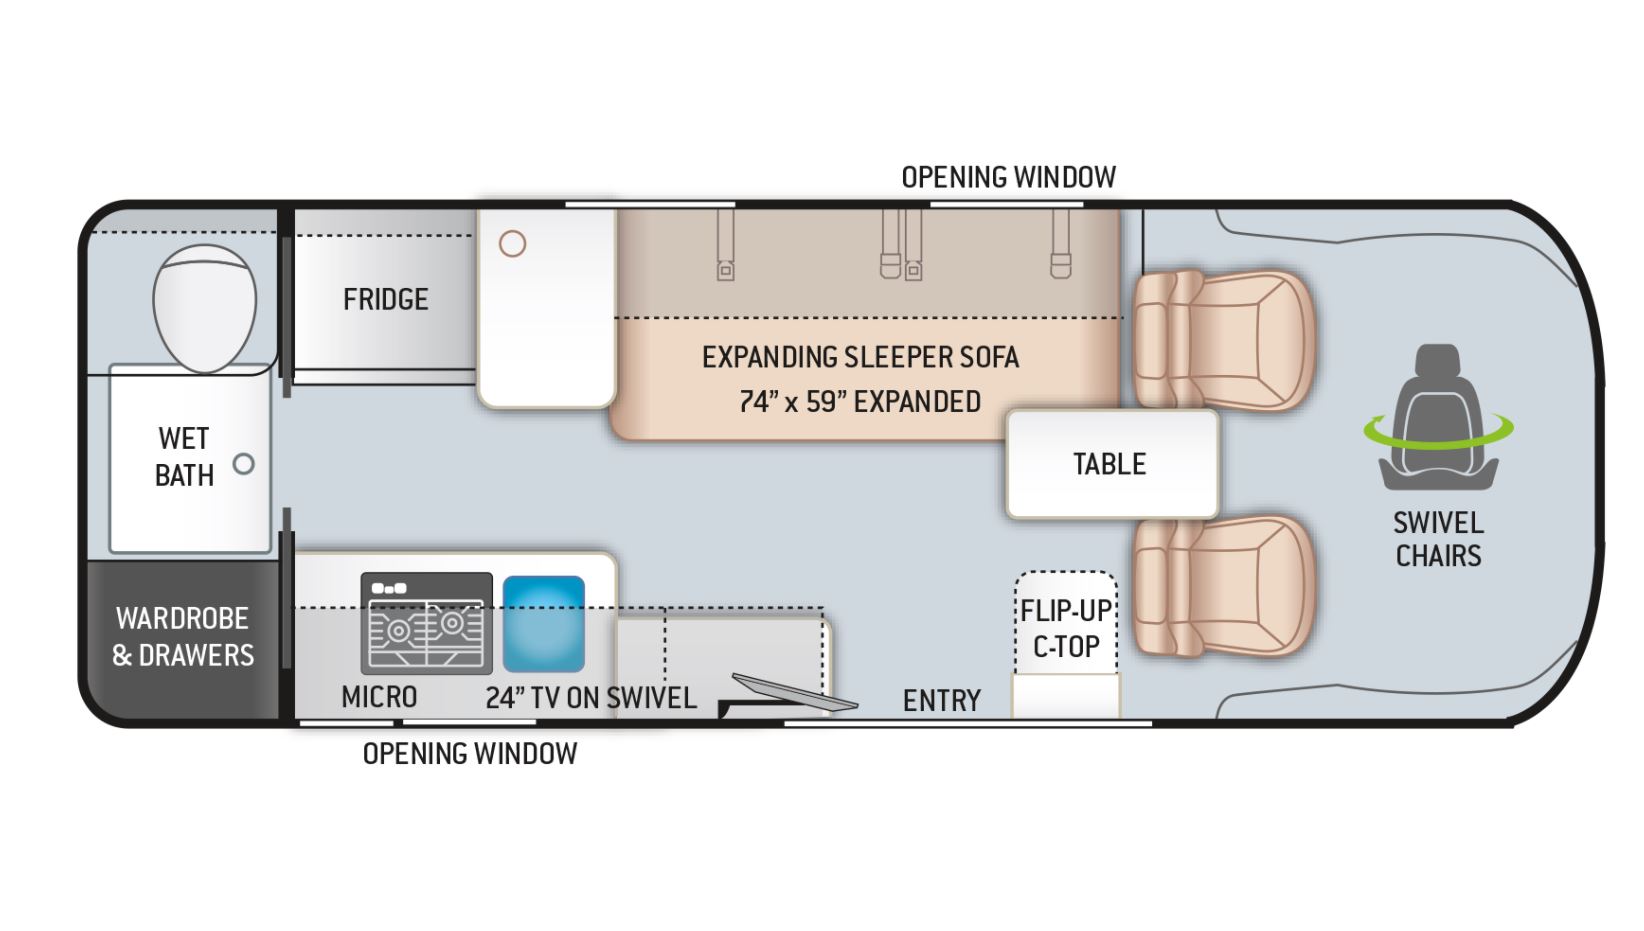 OPENING WINDOW
FRIDGE
EXPANDING SLEEPER SOFA
74” x 59” EXPANDED
WET
BATH
TABLE
SWIVEL
CHAIRS
WARDROBE
& DRAWERS
FLIP-UP
C-TOP
MICRO
24” TV ON SWIVEL
ENTRY
OPENING WINDOW